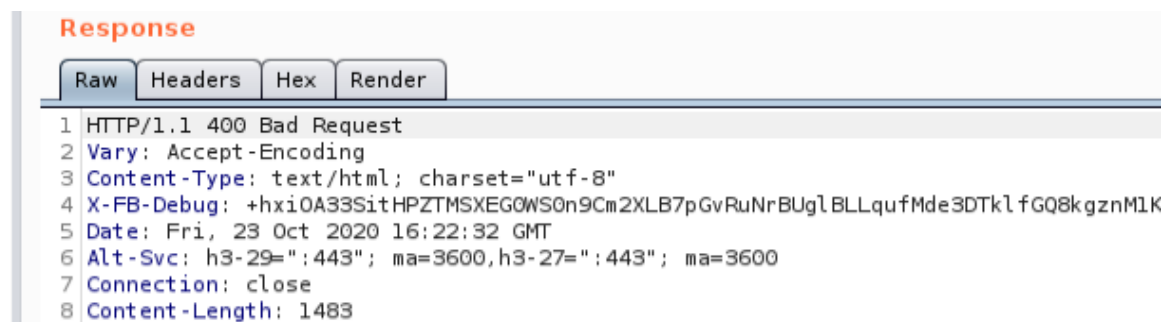 Response
Raw Headers Hex Render
1 HTTP/1.1 400 Bad Request
2 Vary: Accept-Encoding
3 Content-Type: text/html; charset="utf-8"
4 X-FB-Debug: +hxiOA33SitHPZTMSXEG0WS0n9Cm2XLB7pGvRuNrBUglBLLqufMde3DTklfGQ8kgznM1K
5 Date: Fri, 23 Oct 2020 16:22:32 GMT
6 Alt-Svc: h3-29=":443"; ma=3600,h3-27=":443"; ma=3600
7 Connection: close
8 Content-Length: 1483